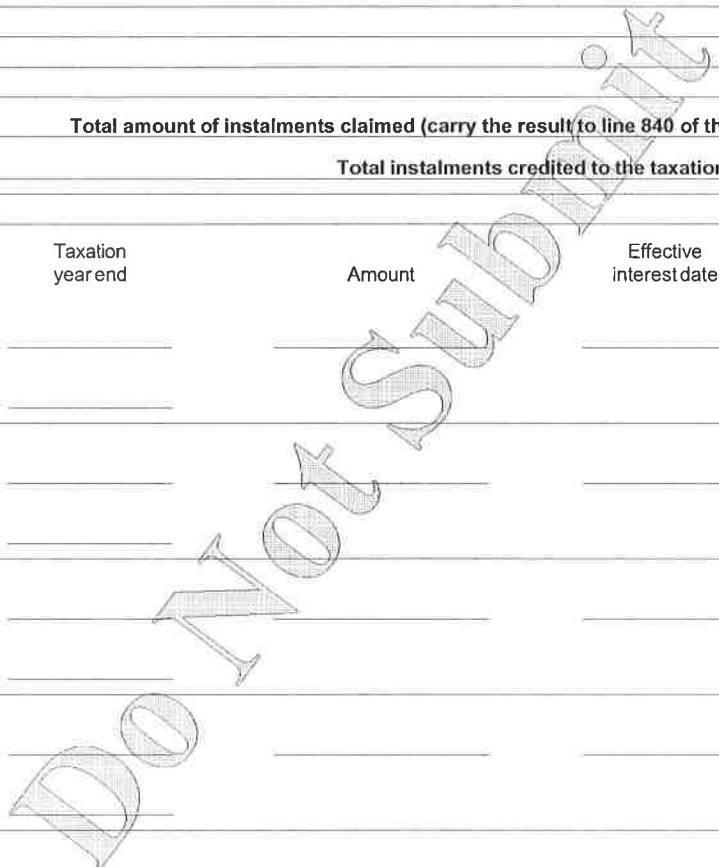 Total amount of instalments claimed (carry the result to line 840 of th
Total instalments credited to the taxation
Taxation
year end
Amount
Effective
interest date
Do Not Submit